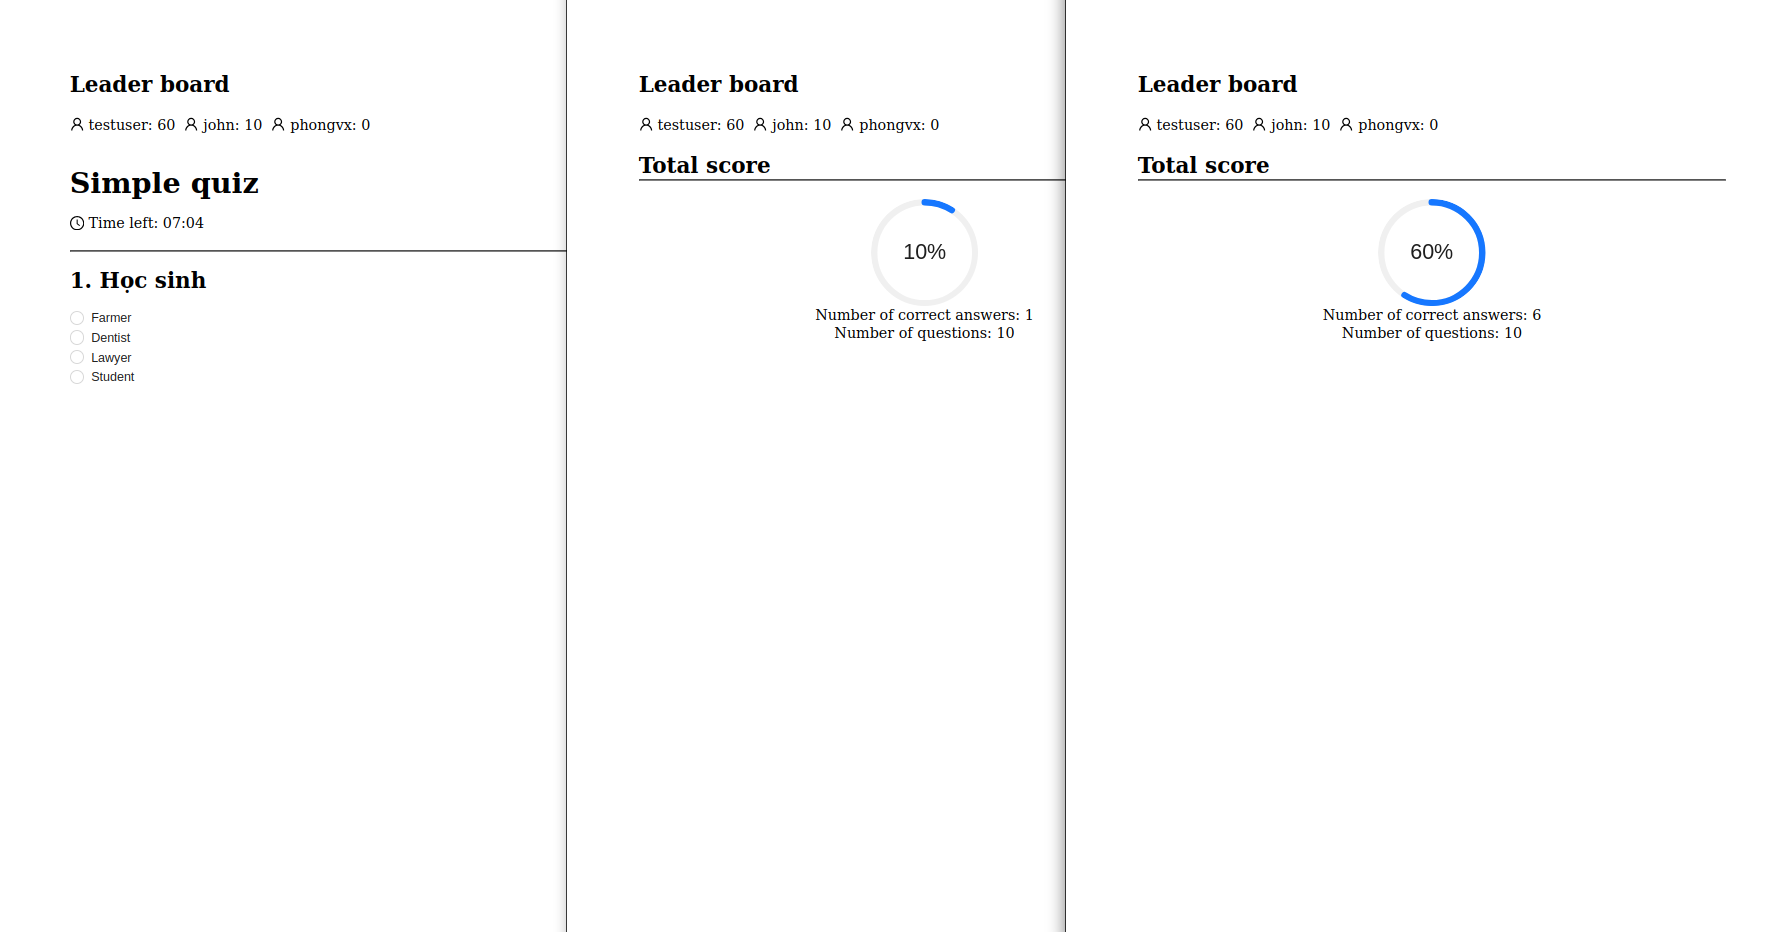 Leader board
testuser: 60 john: 10 phongvx: 0
Simple quiz
Time left: 07:04
1. Học sinh
Farmer
Dentist
Lawyer
Student
Leader board
testuser: 60 john: 10 phongvx: 0
Total score
10%
Number of correct answers: 1
Number of questions: 10
Leader board
testuser: 60 john: 10 phongvx: 0
Total score
60%
Number of correct answers: 6
Number of questions: 10